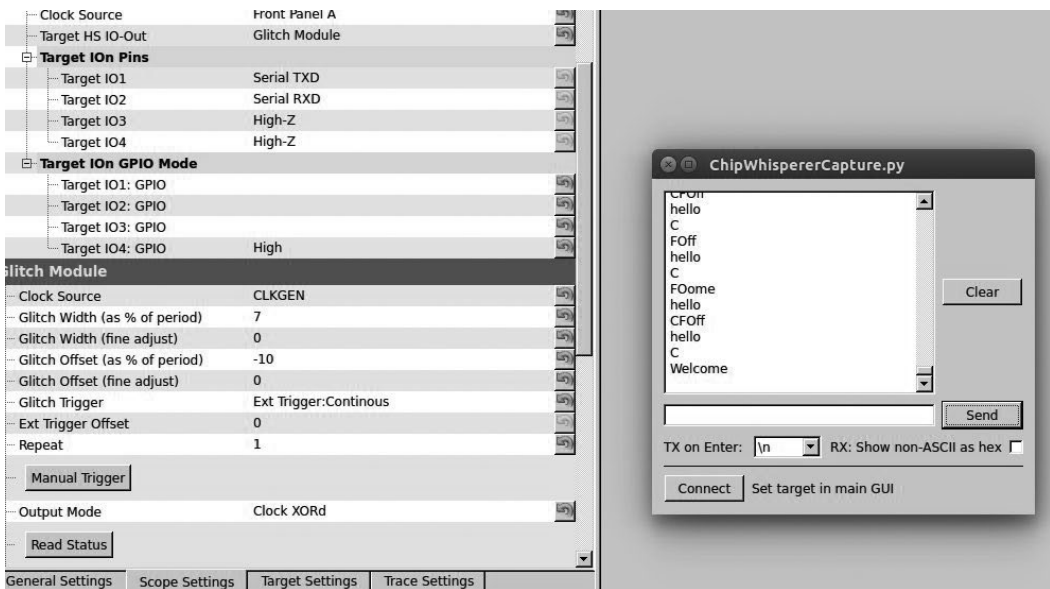 Clock Source Front Panel A
Target HS IO-Out Glitch Module
Target IOn Pins
Target IO1 Serial TXD
Target IO2 Serial RXD
Target IO3 High-Z
Target IO4 High-Z
Target IOn GPIO Mode
Target IO1: GPIO
Target IO2: GPIO
Target IO3: GPIO
Target IO4: GPIO High
Glitch Module
Clock Source CLKGEN
Glitch Width (as % of period) 7
Glitch Width (fine adjust) 0
Glitch Offset (as % of period) -10
Glitch Offset (fine adjust) 0
Glitch Trigger Ext Trigger:Continous
Ext Trigger Offset 0
Repeat 1
Manual Trigger
Output Mode Clock XORd
Read Status
General Settings Scope Settings Target Settings Trace Settings
ChipWhispererCapture.py
CFOff
hello
C
FOff
hello
C
FOome
hello
CFOff
hello
C
Welcome
Clear
Send
TX on Enter: \n RX: Show non-ASCII as hex
Connect Set target in main GUI